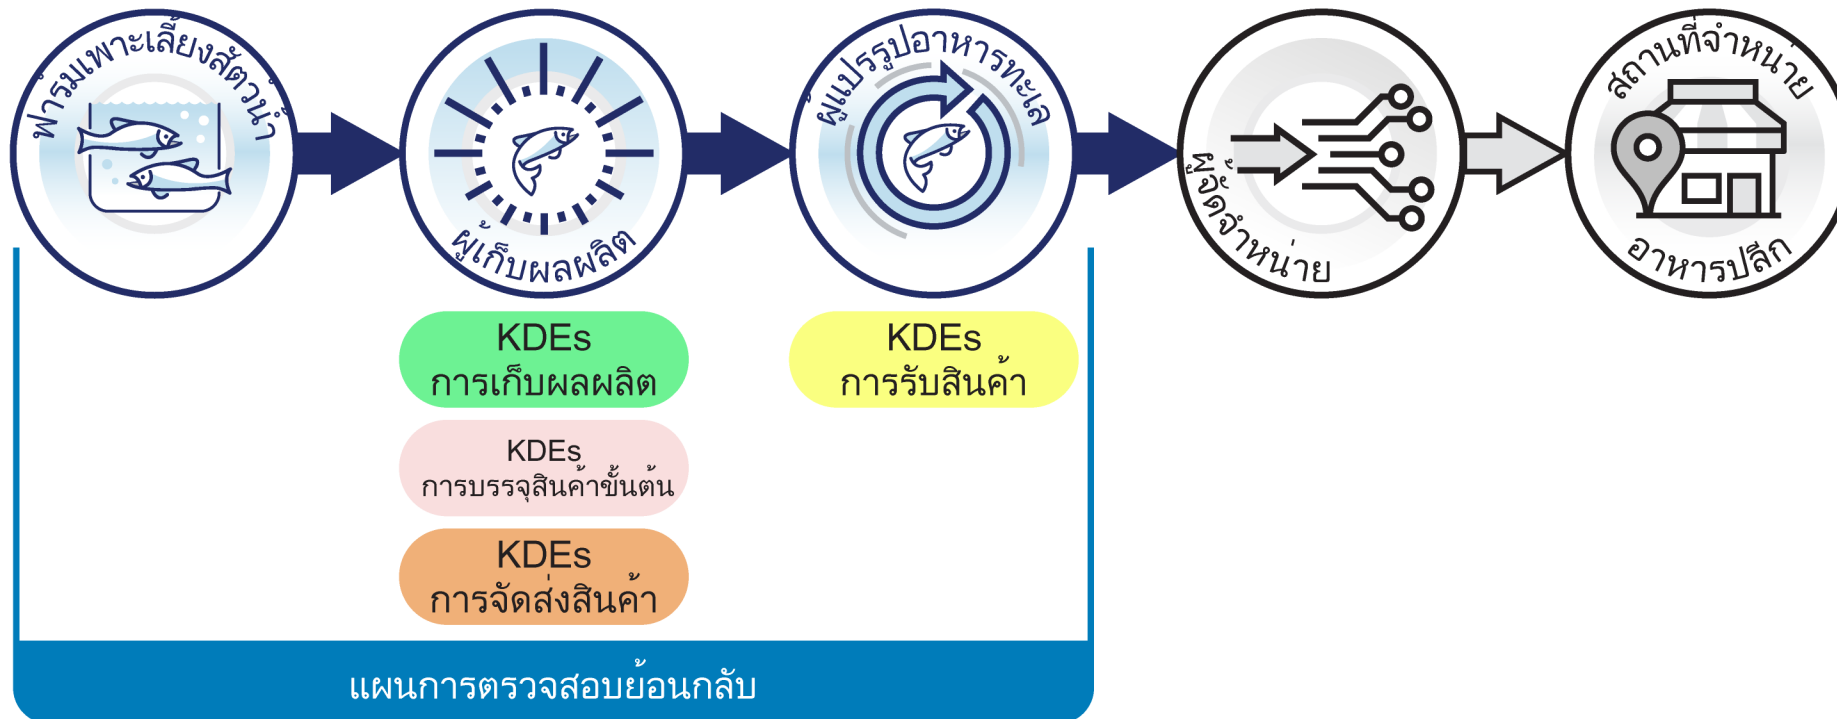 ฟาร์มเพาะเลี้ยงสัตว์น้ำ
ผู้เก็บผลผลิต
ผู้แปรรูปอาหารทะเล
ผู้จัดจำหน่าย
สถานที่จำหน่าย
อาหารปลีก
KDEs
การเก็บผลผลิต
KDEs
การรับสินค้า
KDEs
การบรรจุสินค้าขั้นต้น
KDEs
การจัดส่งสินค้า
แผนการตรวจสอบย้อนกลับ